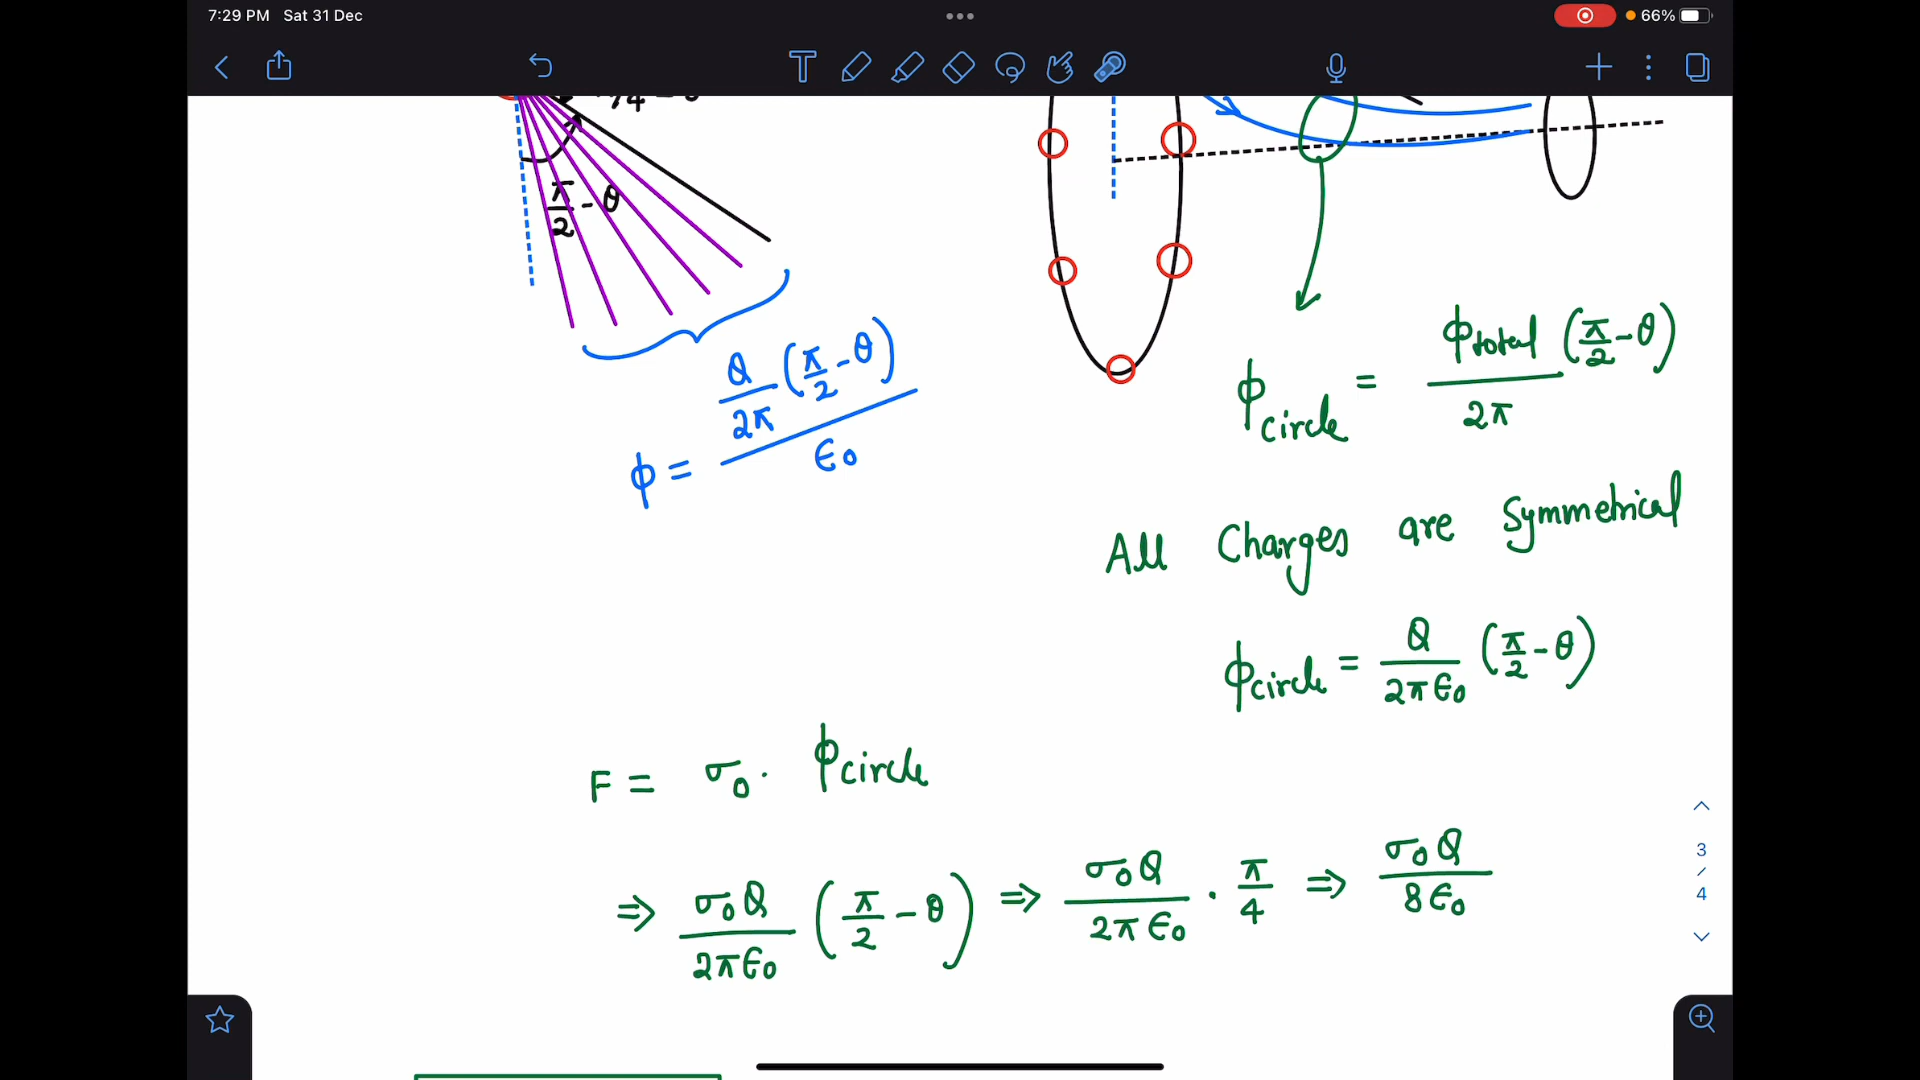 7:29 PM Sat 31 Dec
66%
π/2 - θ
ϕ = Q/2π (π/2 - θ) / ϵ0
ϕcircle = ϕtotal (π/2 - θ) / 2π
All Charges are Symmetrical
ϕcircle = Q/2πϵ0 (π/2 - θ)
F = σ0 · ϕcircle
⇒ σ0Q/2πϵ0 (π/2 - θ) ⇒ σ0Q/2πϵ0 · π/4 ⇒ σ0Q/8ϵ0
3
/
4